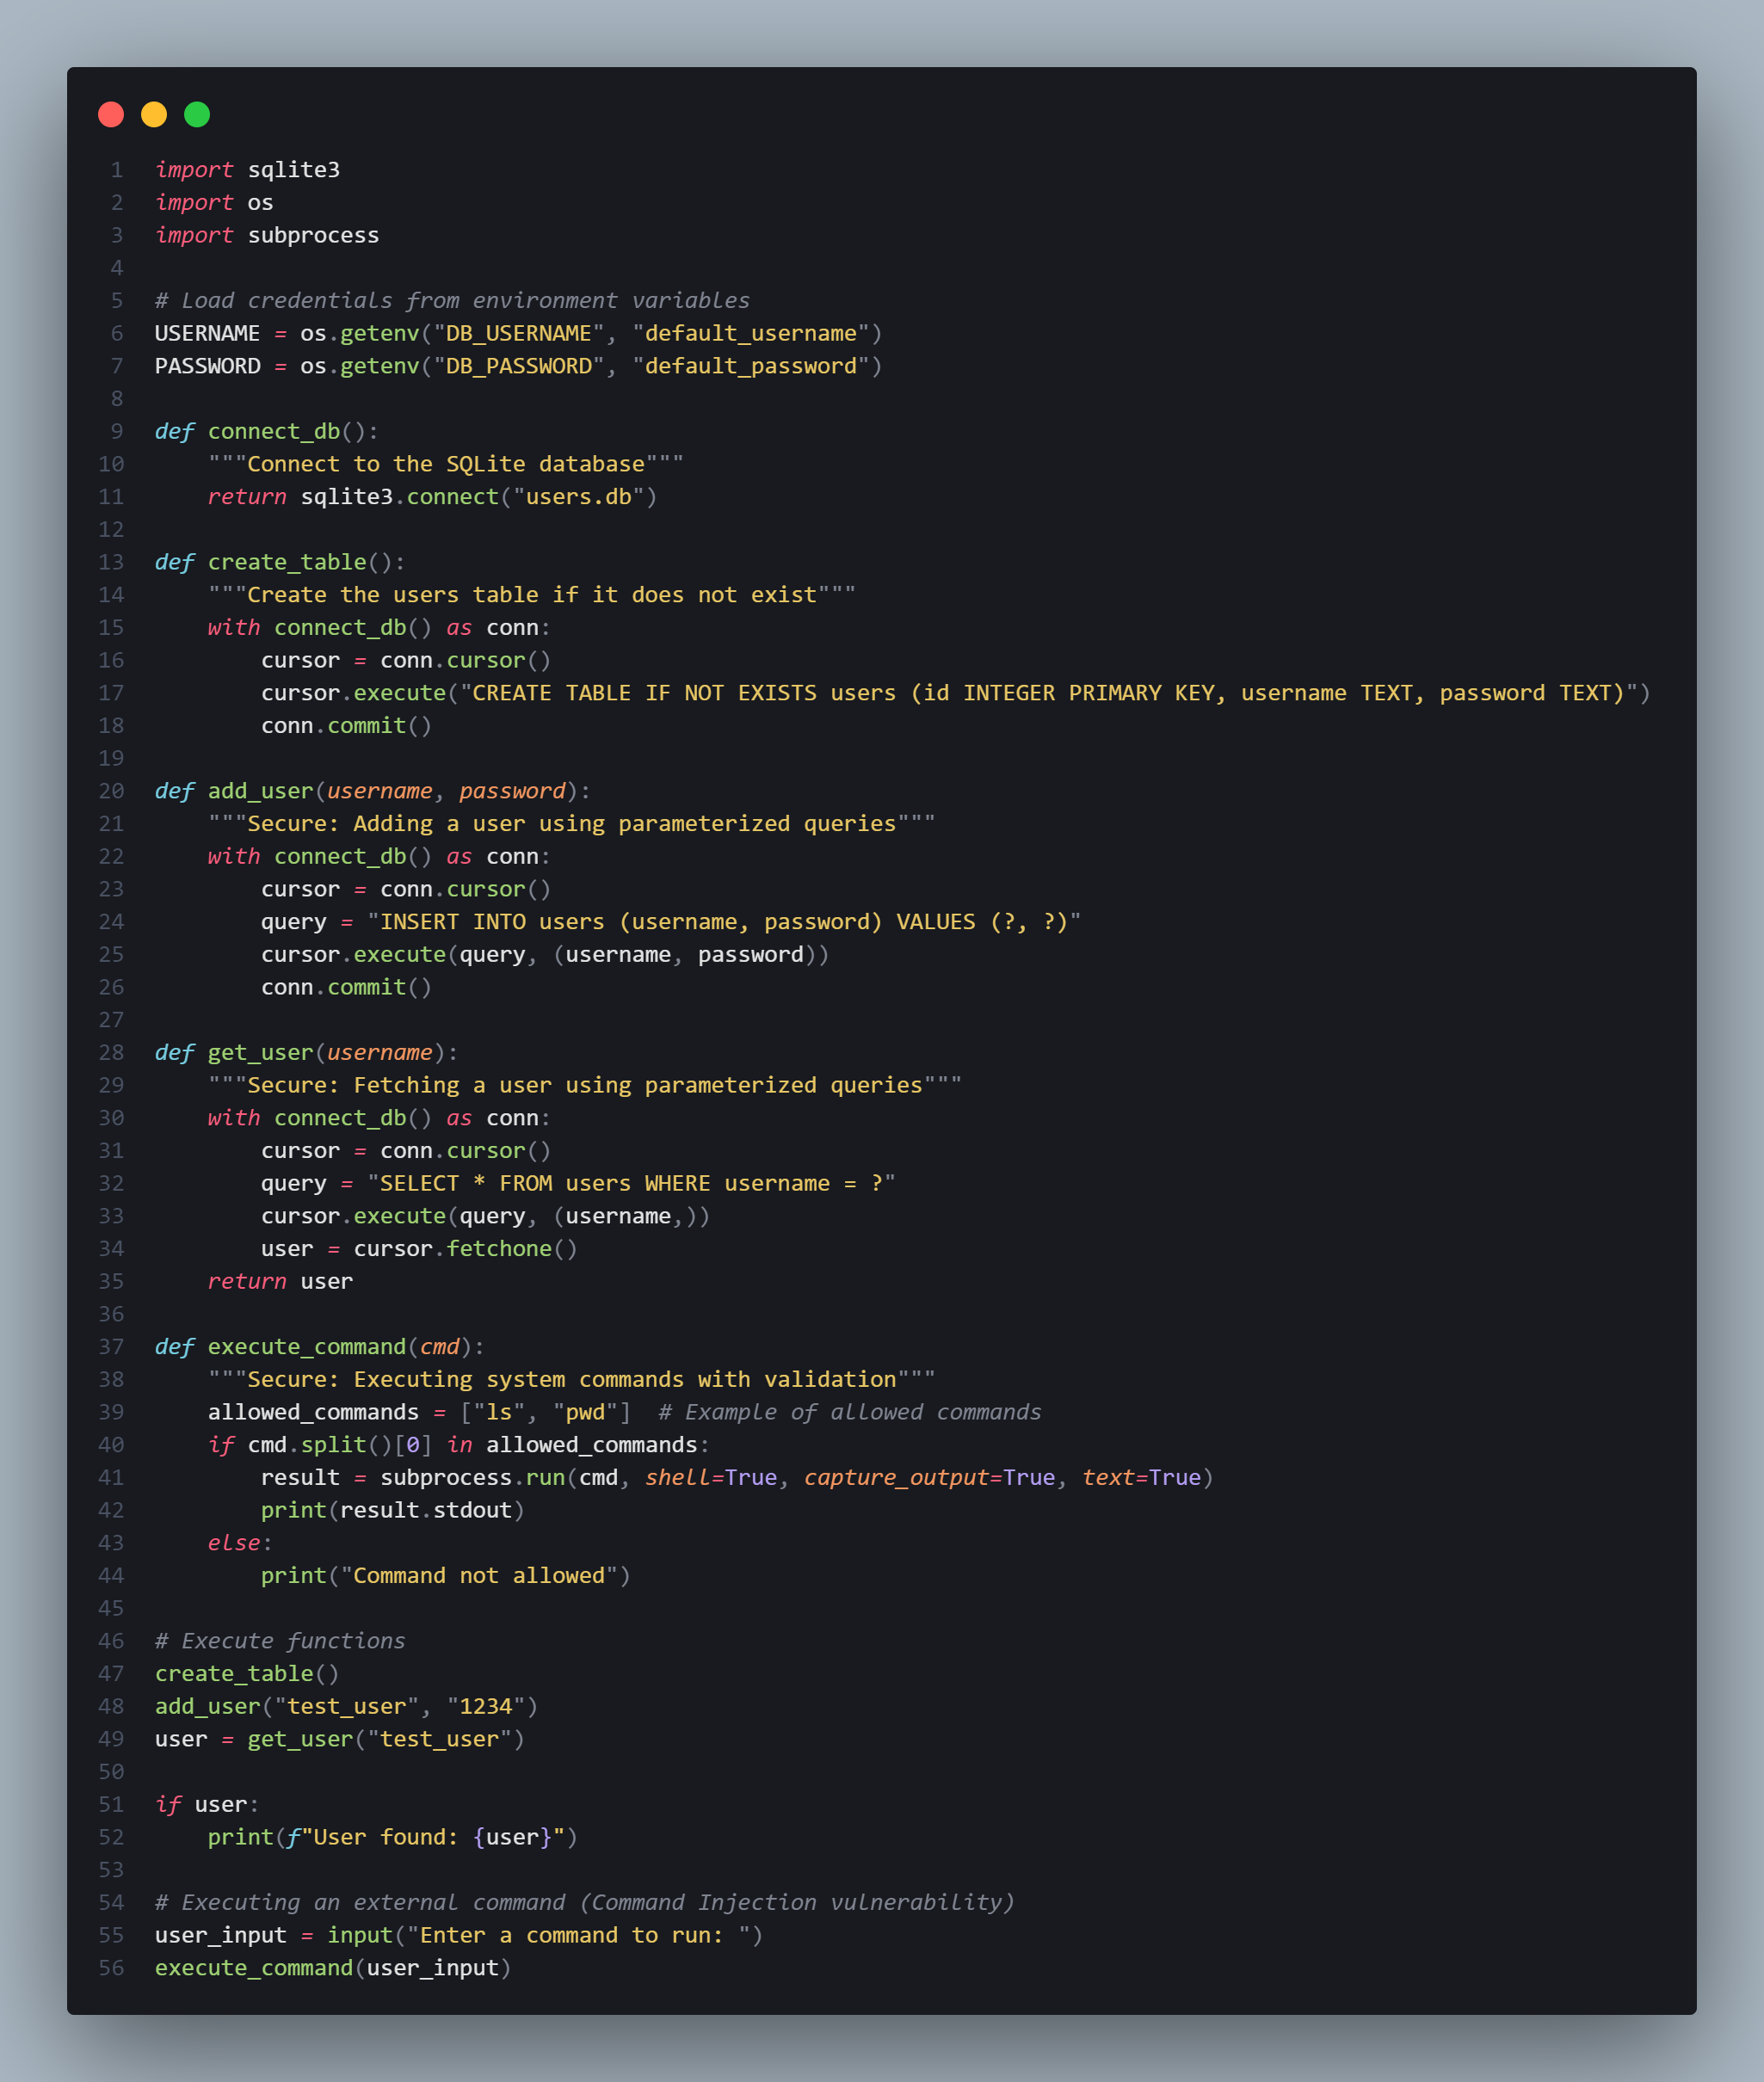 1 import sqlite3
2 import os
3 import subprocess
4
5 # Load credentials from environment variables
6 USERNAME = os.getenv("DB_USERNAME", "default_username")
7 PASSWORD = os.getenv("DB_PASSWORD", "default_password")
8
9 def connect_db():
10     """Connect to the SQLite database"""
11     return sqlite3.connect("users.db")
12
13 def create_table():
14     """Create the users table if it does not exist"""
15     with connect_db() as conn:
16         cursor = conn.cursor()
17         cursor.execute("CREATE TABLE IF NOT EXISTS users (id INTEGER PRIMARY KEY, username TEXT, password TEXT)")
18         conn.commit()
19
20 def add_user(username, password):
21     """Secure: Adding a user using parameterized queries"""
22     with connect_db() as conn:
23         cursor = conn.cursor()
24         query = "INSERT INTO users (username, password) VALUES (?, ?)"
25         cursor.execute(query, (username, password))
26         conn.commit()
27
28 def get_user(username):
29     """Secure: Fetching a user using parameterized queries"""
30     with connect_db() as conn:
31         cursor = conn.cursor()
32         query = "SELECT * FROM users WHERE username = ?"
33         cursor.execute(query, (username,))
34         user = cursor.fetchone()
35     return user
36
37 def execute_command(cmd):
38     """Secure: Executing system commands with validation"""
39     allowed_commands = ["ls", "pwd"]  # Example of allowed commands
40     if cmd.split()[0] in allowed_commands:
41         result = subprocess.run(cmd, shell=True, capture_output=True, text=True)
42         print(result.stdout)
43     else:
44         print("Command not allowed")
45
46 # Execute functions
47 create_table()
48 add_user("test_user", "1234")
49 user = get_user("test_user")
50
51 if user:
52     print(f"User found: {user}")
53
54 # Executing an external command (Command Injection vulnerability)
55 user_input = input("Enter a command to run: ")
56 execute_command(user_input)